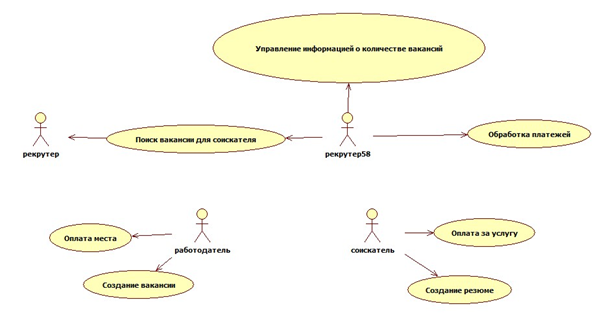 Управление информацией о количестве вакансий
Обработка платежей
Поиск вакансии для соискателя
рекрутер
рекрутер58
Оплата места
Оплата за услугу
работодатель
соискатель
Создание вакансии
Создание резюме